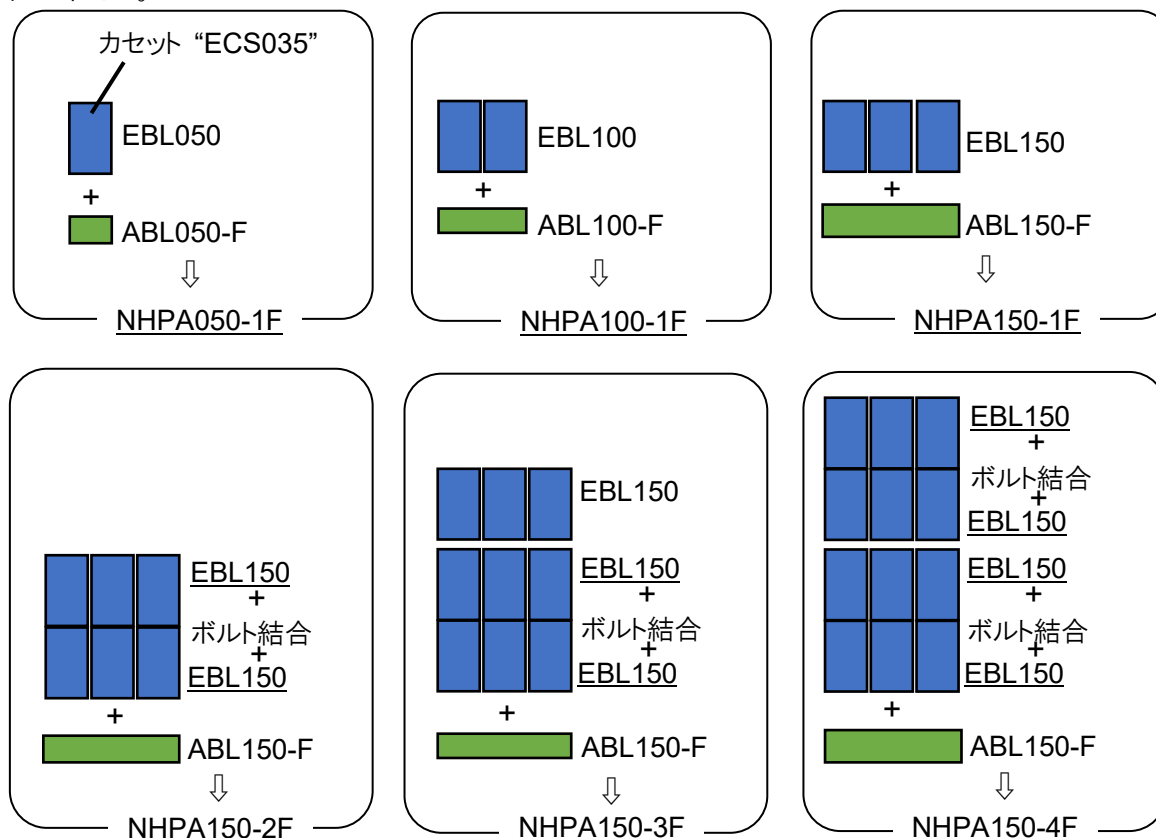 カセット “ECS035”
EBL050
+
ABL050-F
⇩
NHPA050-1F
EBL100
+
ABL100-F
⇩
NHPA100-1F
EBL150
+
ABL150-F
⇩
NHPA150-1F
EBL150
+
ボルト結合
+
EBL150
+
ABL150-F
⇩
NHPA150-2F
EBL150
EBL150
+
ボルト結合
+
EBL150
+
ABL150-F
⇩
NHPA150-3F
EBL150
+
ボルト結合
+
EBL150
EBL150
+
ボルト結合
+
EBL150
+
ABL150-F
⇩
NHPA150-4F